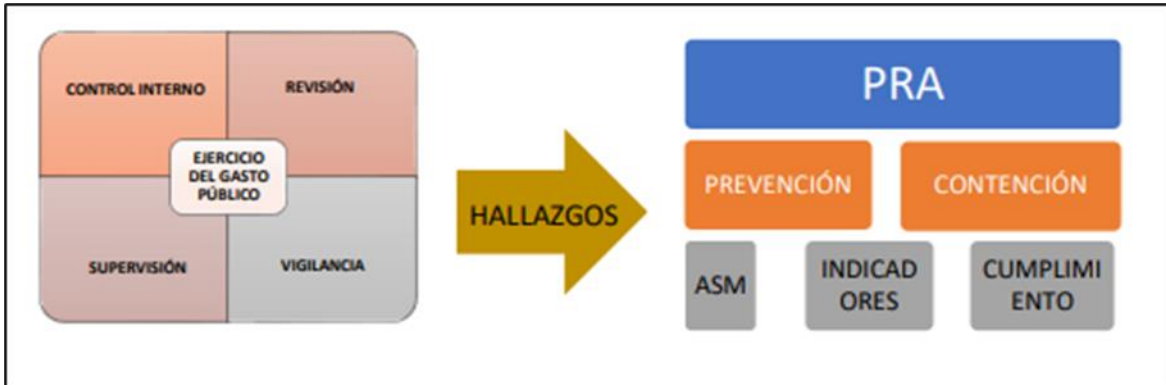 CONTROL INTERNO
REVISIÓN
EJERCICIO
DEL GASTO
PÚBLICO
SUPERVISIÓN
VIGILANCIA
HALLAZGOS
PRA
PREVENCIÓN
CONTENCIÓN
ASM
INDICAD
ORES
CUMPLIMI
ENTO